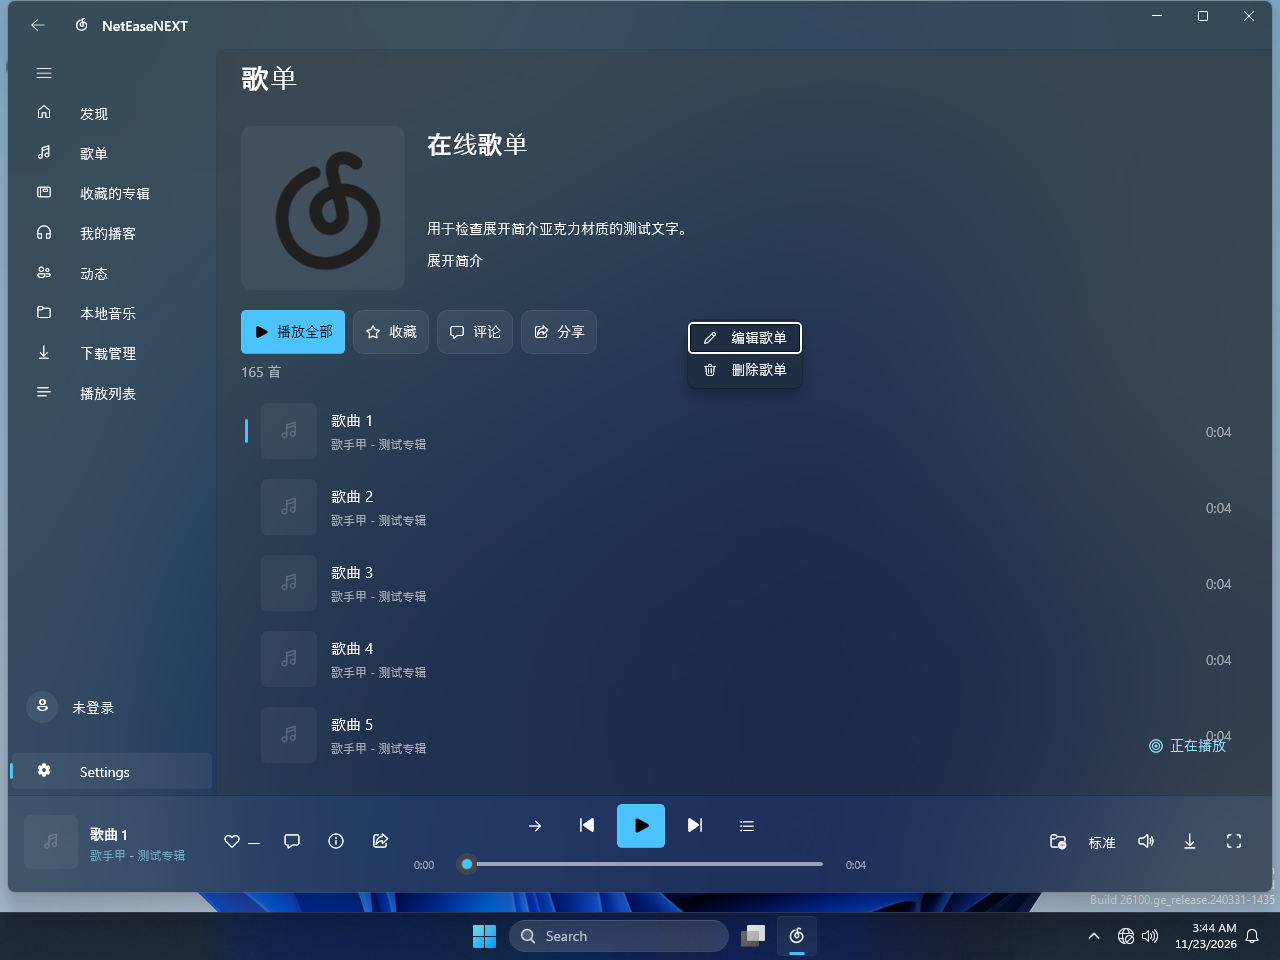 NetEaseNEXT
发现
歌单
收藏的专辑
我的播客
动态
本地音乐
下载管理
播放列表
未登录
Settings
歌单
在线歌单
用于检查展开简介亚克力材质的测试文字。
展开简介
播放全部
收藏
评论
分享
编辑歌单
删除歌单
165 首
歌曲 1
歌手甲 - 测试专辑
0:04
歌曲 2
歌手甲 - 测试专辑
0:04
歌曲 3
歌手甲 - 测试专辑
0:04
歌曲 4
歌手甲 - 测试专辑
0:04
歌曲 5
歌手甲 - 测试专辑
0:04
正在播放
歌曲 1
歌手甲 - 测试专辑
0:00
0:04
标准
Build 26100.ge_release.240331-1435
Search
3:44 AM
11/23/2026